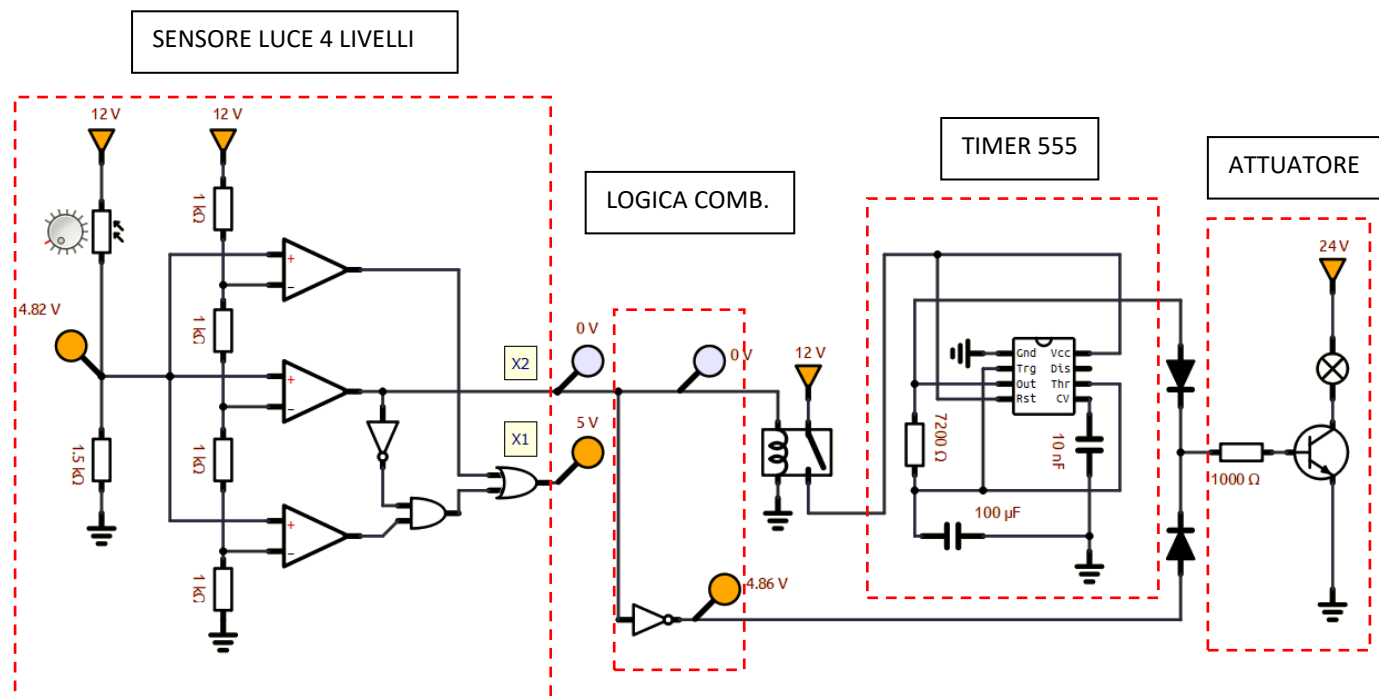 SENSORE LUCE 4 LIVELLI
TIMER 555
ATTUATORE
LOGICA COMB.
12 V
12 V
1 kΩ
1 kΩ
1 kΩ
1 kΩ
4.82 V
1.5 kΩ
+
−
+
−
+
−
X2
0 V
X1
5 V
0 V
12 V
4.86 V
Gnd Vcc
Trg Dis
Out Thr
Rst CV
7200 Ω
10 nF
100 µF
1000 Ω
24 V